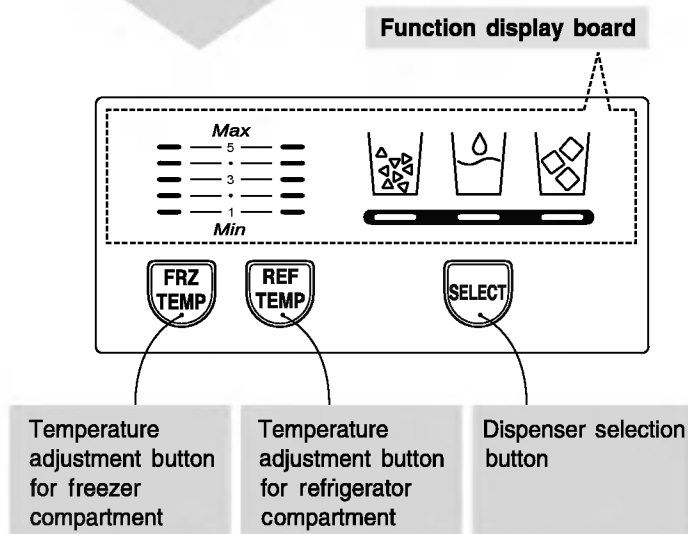 Function display board
Max
5
•
3
•
1
Min
FRZ
TEMP
REF
TEMP
SELECT
Temperature
adjustment button
for freezer
compartment
Temperature
adjustment button
for refrigerator
compartment
Dispenser selection
button